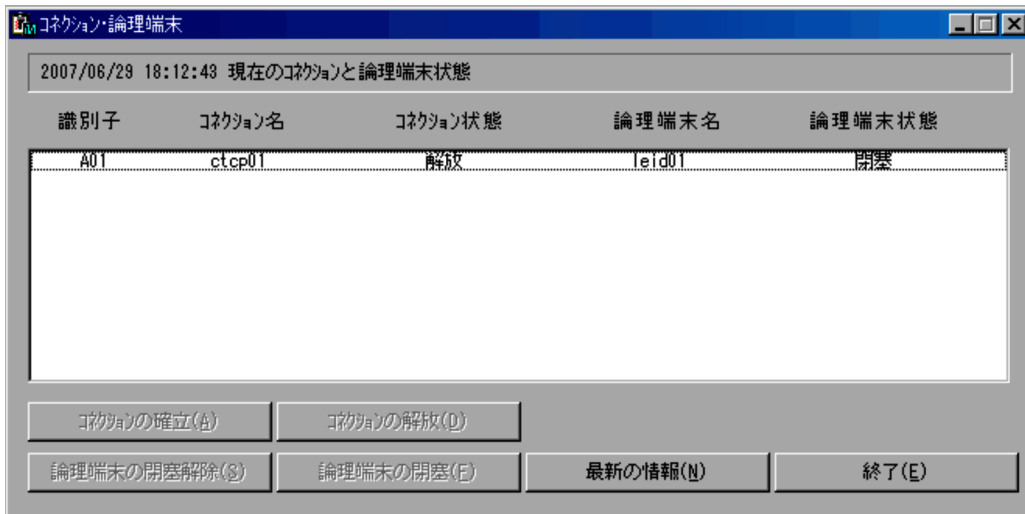 コネクション・論理端末
2007/06/29 18:12:43 現在のコネクションと論理端末状態
識別子 コネクション名 コネクション状態 論理端末名 論理端末状態
A01 ctcp01 解放 leid01 閉塞
コネクションの確立(A) コネクションの解放(D)
論理端末の閉塞解除(S) 論理端末の閉塞(F) 最新の情報(N) 終了(E)